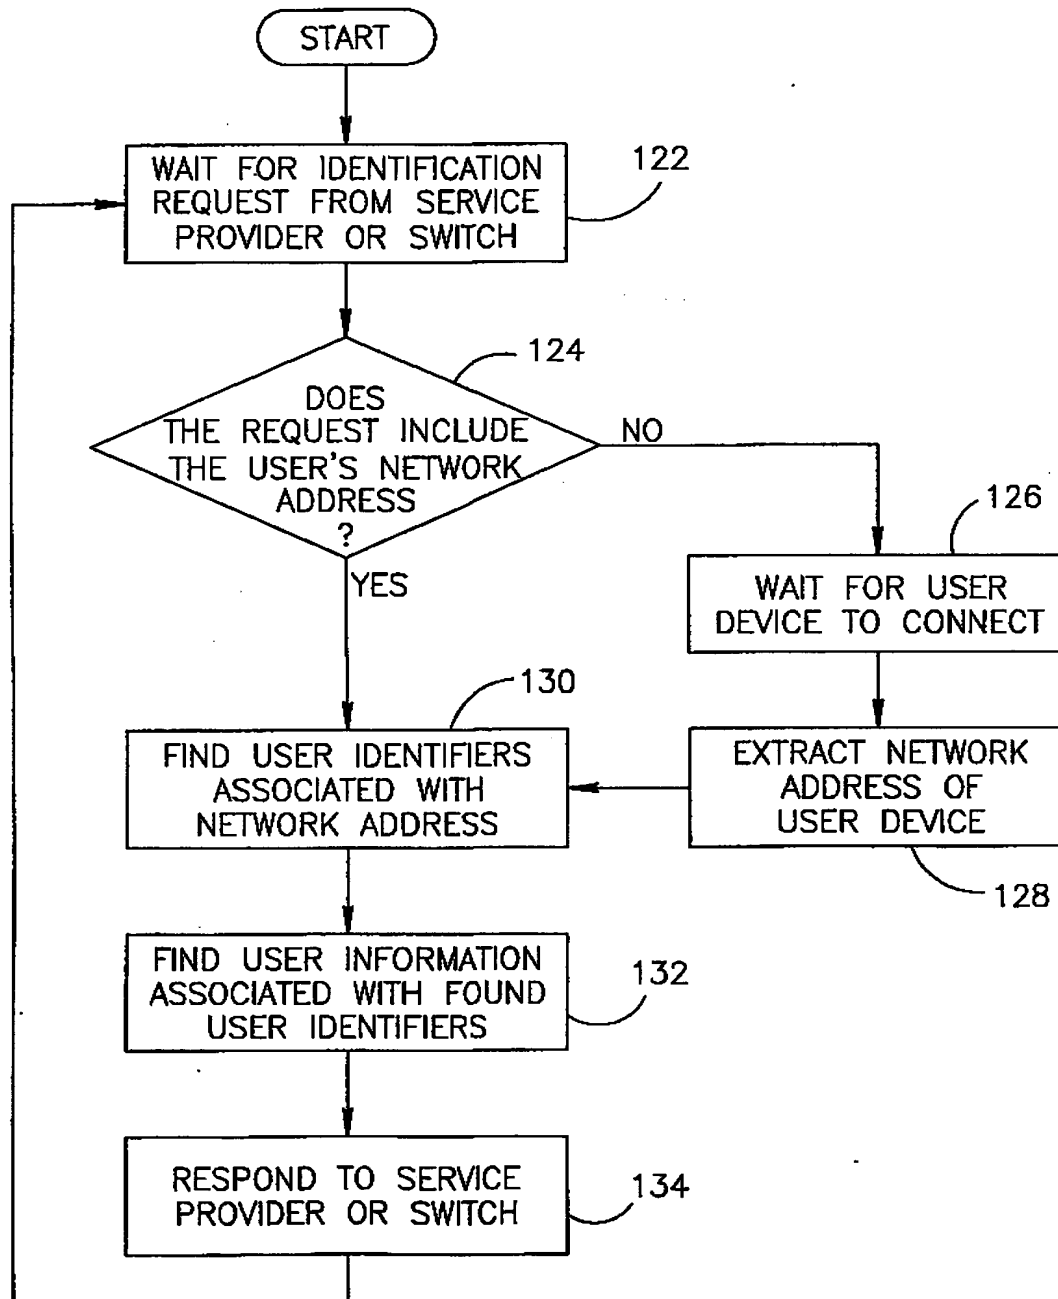 START
WAIT FOR IDENTIFICATION
REQUEST FROM SERVICE
PROVIDER OR SWITCH
122
124
DOES
THE REQUEST INCLUDE
THE USER'S NETWORK
ADDRESS
?
NO
YES
126
WAIT FOR USER
DEVICE TO CONNECT
130
FIND USER IDENTIFIERS
ASSOCIATED WITH
NETWORK ADDRESS
EXTRACT NETWORK
ADDRESS OF
USER DEVICE
128
FIND USER INFORMATION
ASSOCIATED WITH FOUND
USER IDENTIFIERS
132
RESPOND TO SERVICE
PROVIDER OR SWITCH
134